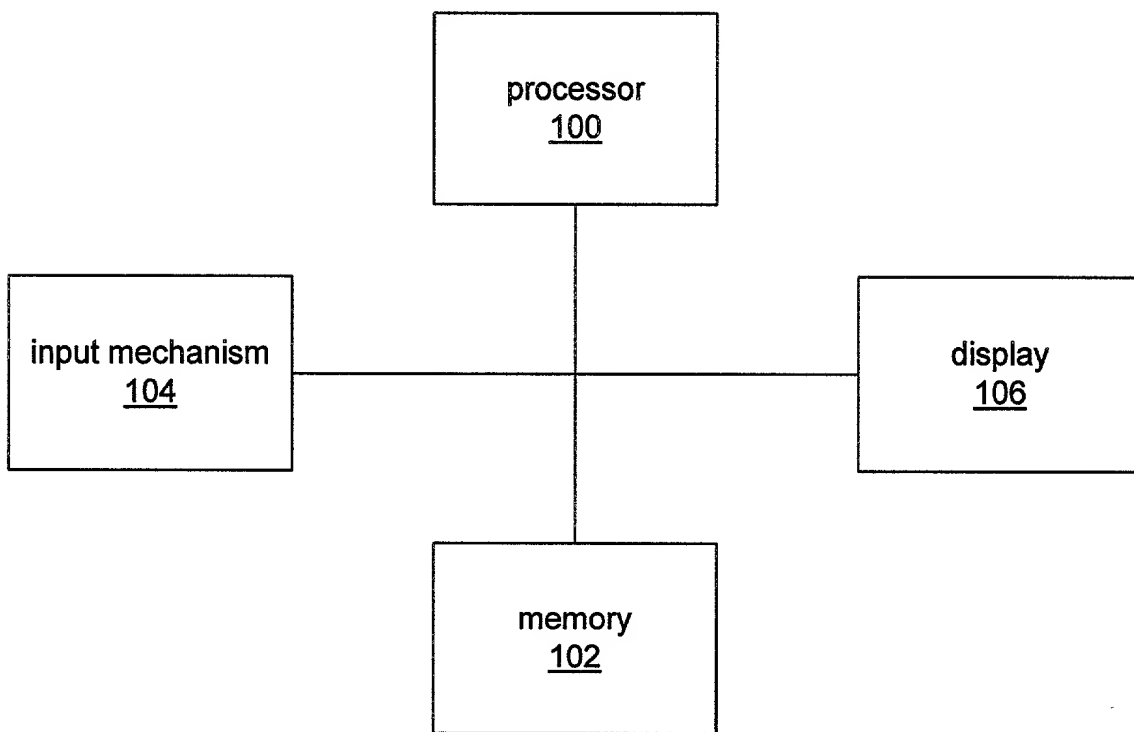 processor
100
input mechanism
104
display
106
memory
102